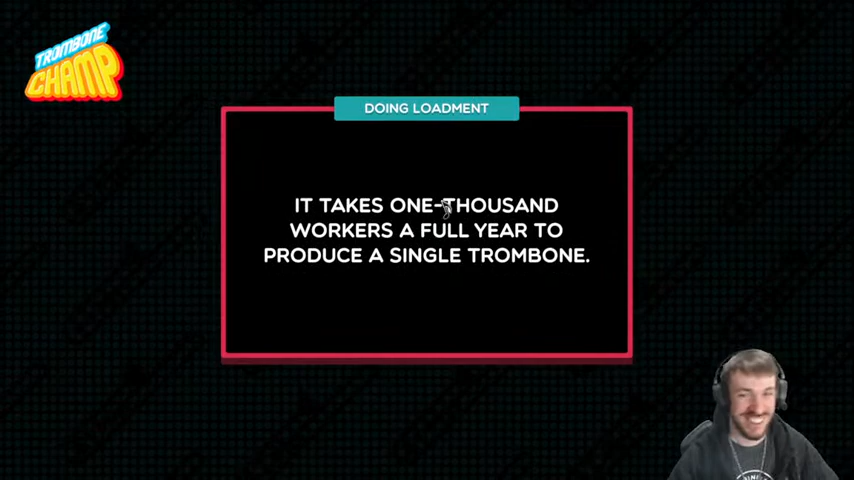 TROMBONE
CHAMP
DOING LOADMENT
IT TAKES ONE-THOUSAND
WORKERS A FULL YEAR TO
PRODUCE A SINGLE TROMBONE.